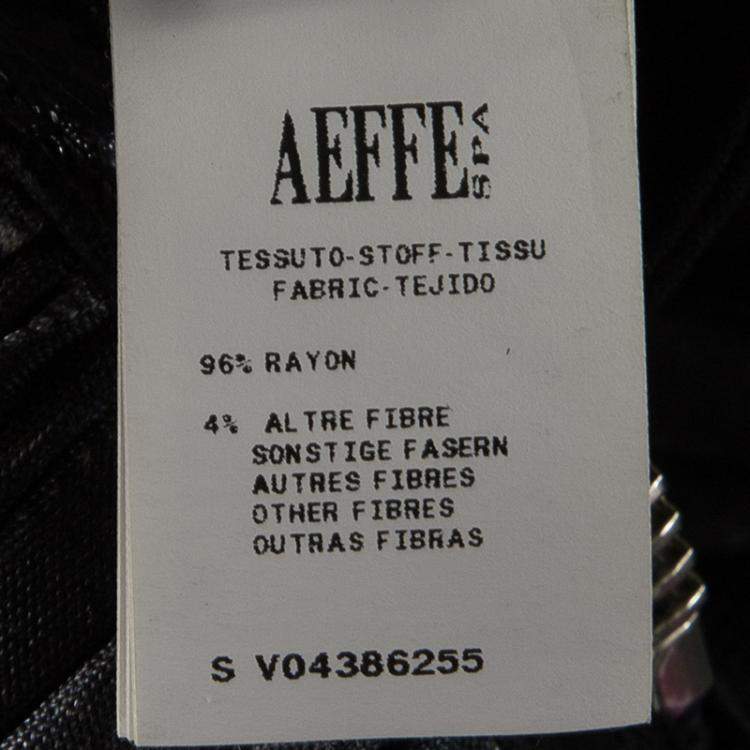 AEFFE SPA
TESSUTO-STOFF-TISSU
FABRIC-TEJIDO
96% RAYON
4% ALTRE FIBRE
SONSTIGE FASERN
AUTRES FIBRES
OTHER FIBRES
OUTRAS FIBRAS
S V04386255